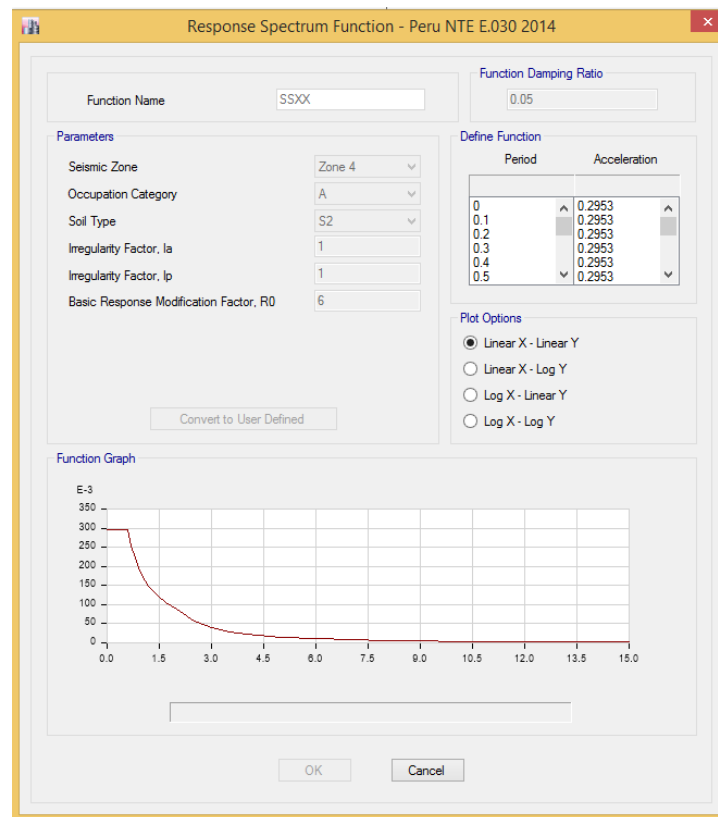 Response Spectrum Function - Peru NTE E.030 2014
Function Name
SSXX
Function Damping Ratio
0.05
Parameters
Seismic Zone
Zone 4
Occupation Category
A
Soil Type
S2
Irregularity Factor, Ia
1
Irregularity Factor, Ip
1
Basic Response Modification Factor, R0
6
Convert to User Defined
Define Function
Period Acceleration
0 0.2953
0.1 0.2953
0.2 0.2953
0.3 0.2953
0.4 0.2953
0.5 0.2953
Plot Options
Linear X - Linear Y
Linear X - Log Y
Log X - Linear Y
Log X - Log Y
Function Graph
E-3
350
300
250
200
150
100
50
0
0.0 1.5 3.0 4.5 6.0 7.5 9.0 10.5 12.0 13.5 15.0
OK Cancel